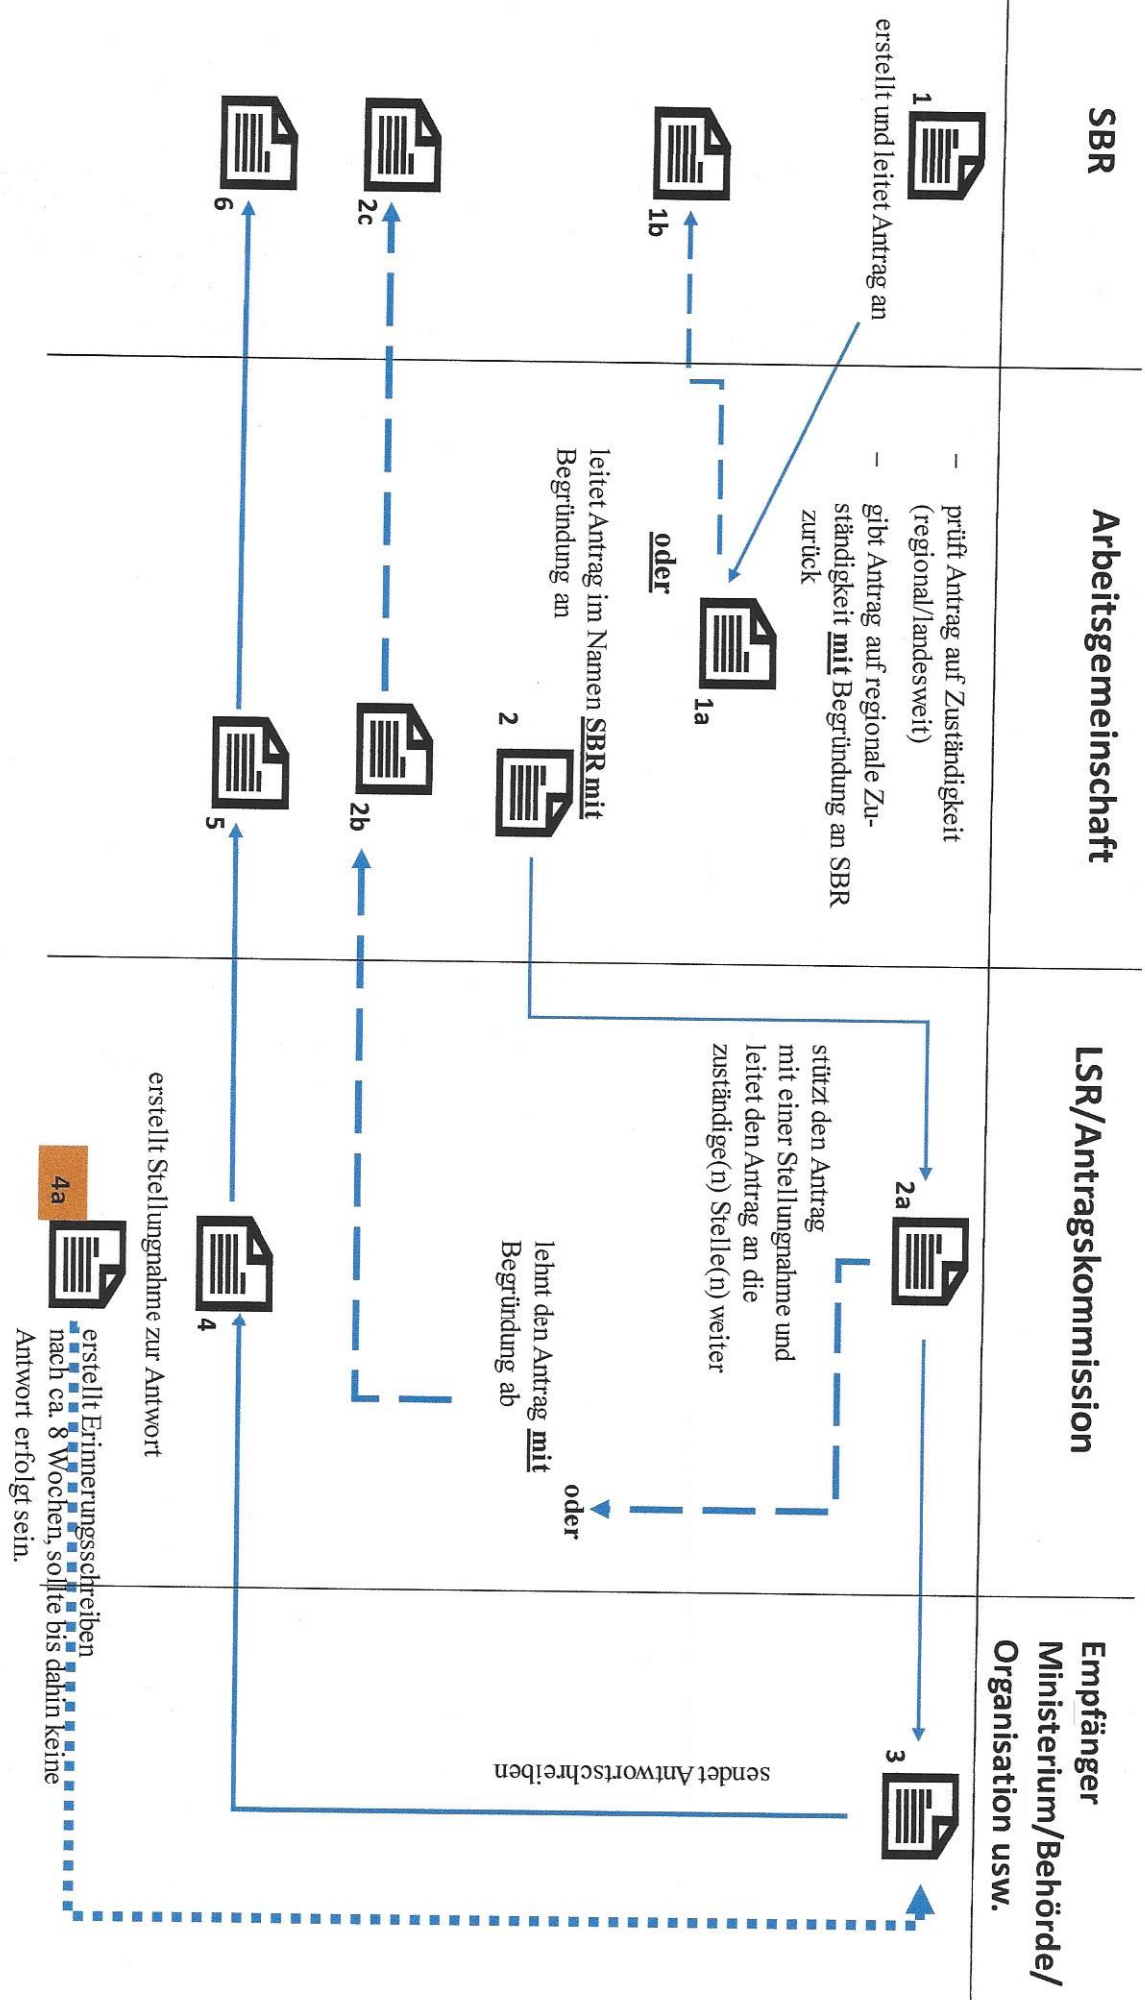 SBR
Arbeitsgemeinschaft
LSR/Antragskommission
Empfänger
Ministerium/Behörde/
Organisation usw.
1
erstellt und leitet Antrag an
– prüft Antrag auf Zuständigkeit
(regional/landesweit)
– gibt Antrag auf regionale Zu-
ständigkeit mit Begründung an SBR
zurück
1a
1b
oder
leitet Antrag im Namen SBR mit
Begründung an
2
2a
stützt den Antrag
mit einer Stellungnahme und
leitet den Antrag an die
zuständige(n) Stelle(n) weiter
oder
lehnt den Antrag mit
Begründung ab
2b
2c
3
sendet Antwortschreiben
4
erstellt Stellungnahme zur Antwort
5
6
4a
erstellt Erinnerungsschreiben
nach ca. 8 Wochen, sollte bis dahin keine
Antwort erfolgt sein.